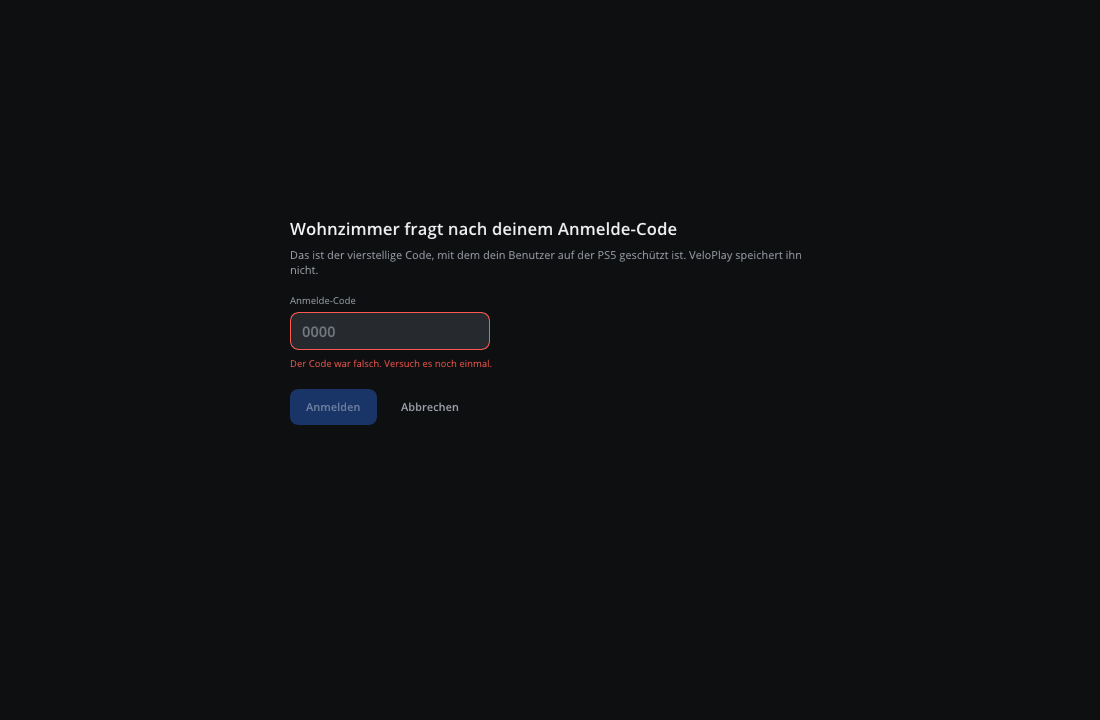 Wohnzimmer fragt nach deinem Anmelde-Code
Das ist der vierstellige Code, mit dem dein Benutzer auf der PS5 geschützt ist. VeloPlay speichert ihn
nicht.
Anmelde-Code
0000
Der Code war falsch. Versuch es noch einmal.
Anmelden
Abbrechen